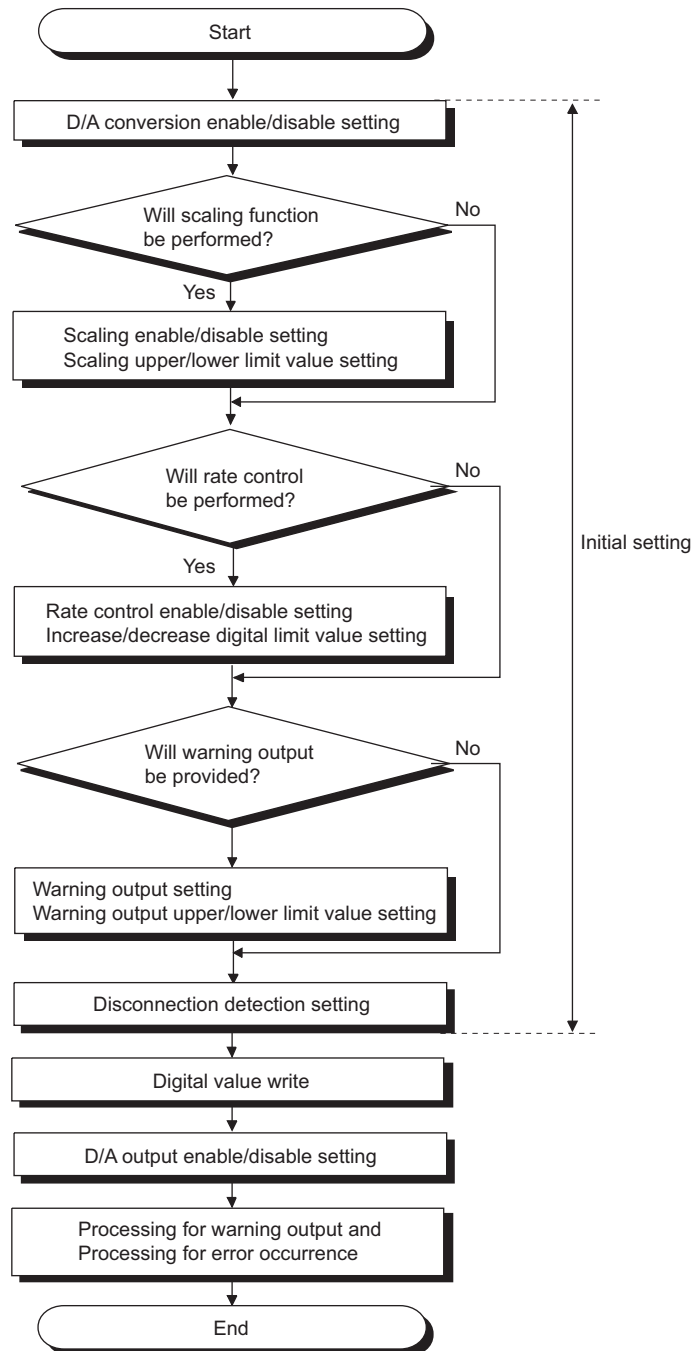 Start
D/A conversion enable/disable setting
Will scaling function
be performed?
No
Yes
Scaling enable/disable setting
Scaling upper/lower limit value setting
Will rate control
be performed?
No
Initial setting
Yes
Rate control enable/disable setting
Increase/decrease digital limit value setting
Will warning output
be provided?
No
Warning output setting
Warning output upper/lower limit value setting
Disconnection detection setting
Digital value write
D/A output enable/disable setting
Processing for warning output and
Processing for error occurrence
End